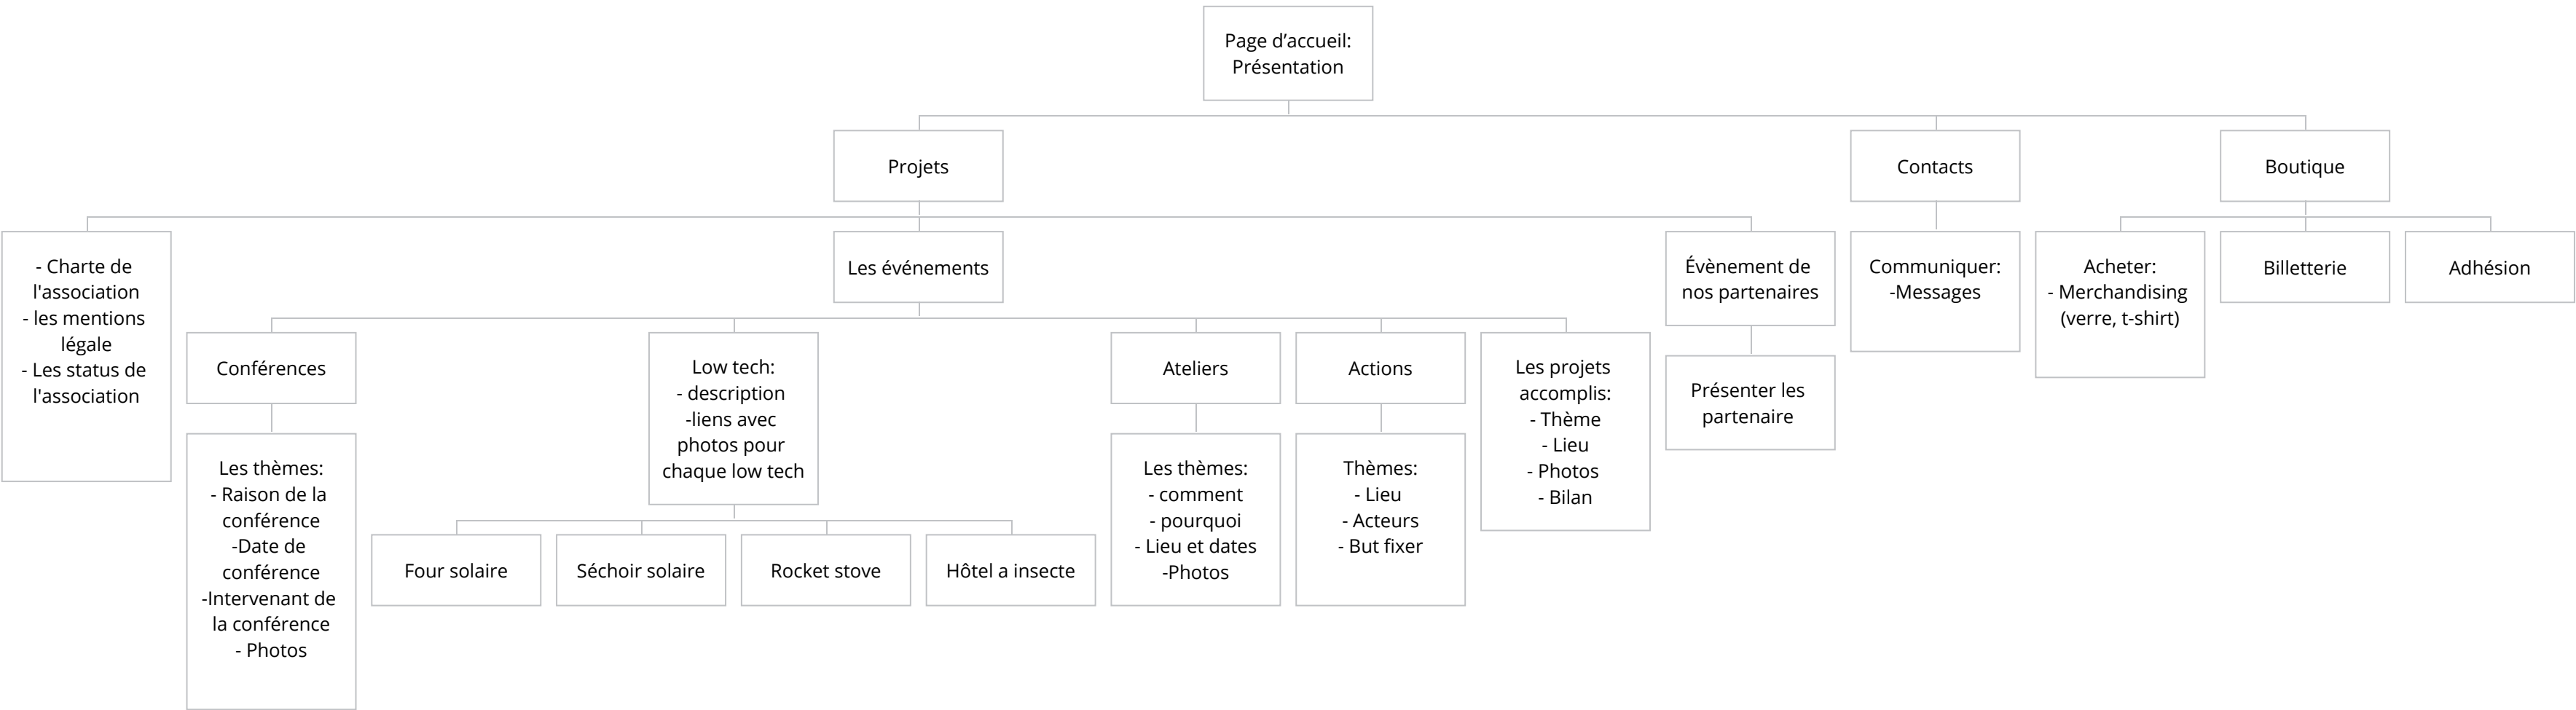 Page d’accueil:
Présentation
Projets
Contacts
Boutique
- Charte de
l'association
- les mentions
légale
- Les status de
l'association
Les événements
Évènement de
nos partenaires
Communiquer:
-Messages
Acheter:
- Merchandising
(verre, t-shirt)
Billetterie
Adhésion
Conférences
Low tech:
- description
-liens avec
photos pour
chaque low tech
Ateliers
Actions
Les projets
accomplis:
- Thème
- Lieu
- Photos
- Bilan
Présenter les
partenaire
Les thèmes:
- Raison de la
conférence
-Date de
conférence
-Intervenant de
la conférence
- Photos
Four solaire
Séchoir solaire
Rocket stove
Hôtel a insecte
Les thèmes:
- comment
- pourquoi
- Lieu et dates
-Photos
Thèmes:
- Lieu
- Acteurs
- But fixer